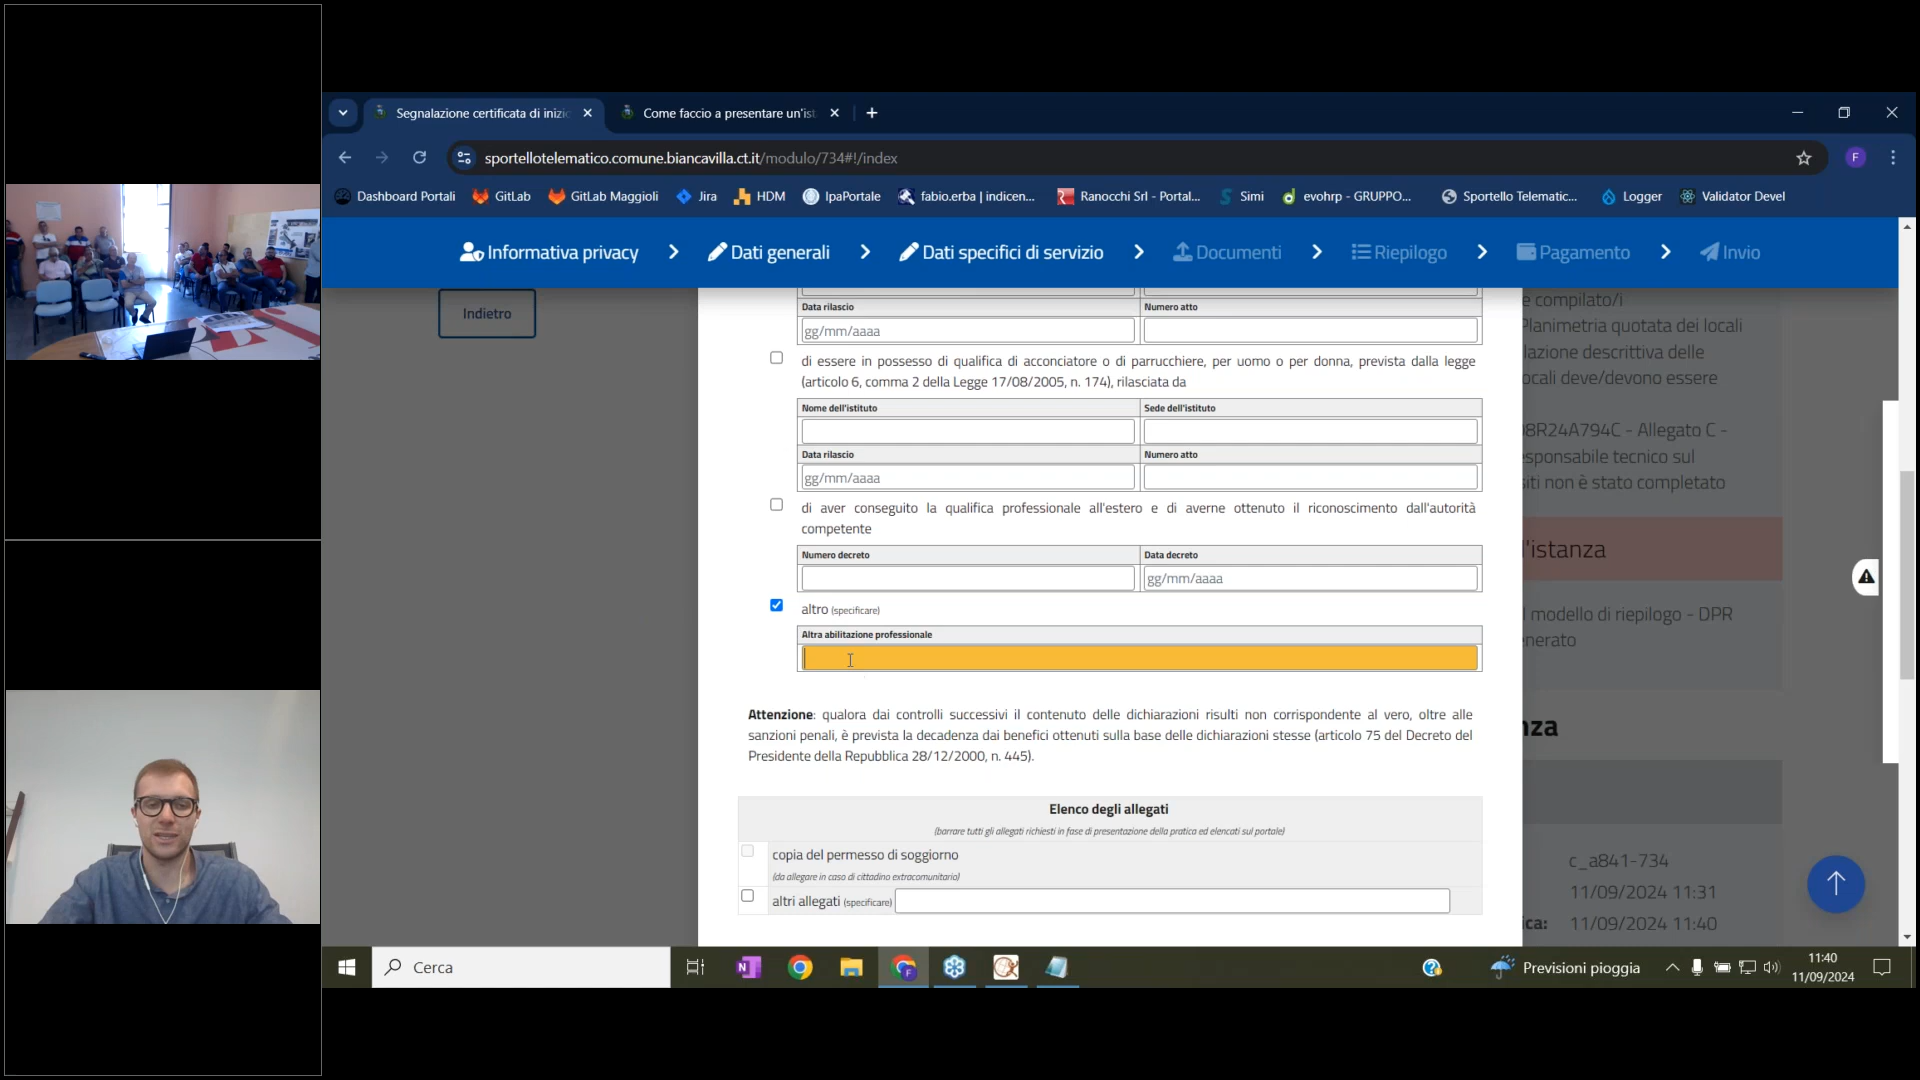 Segnalazione certificata di inizi
Come faccio a presentare un'ist
sportellotelematico.comune.biancavilla.ct.it/modulo/734#!/index
F
Dashboard Portali
GitLab
GitLab Maggioli
Jira
HDM
IpaPortale
fabio.erba | indicen...
Ranocchi Srl - Portal...
Simi
evohrp - GRUPPO...
Sportello Telematic...
Logger
Validator Devel
Informativa privacy
Dati generali
Dati specifici di servizio
Documenti
Riepilogo
Pagamento
Invio
Indietro
Data rilascio
Numero atto
gg/mm/aaaa
di essere in possesso di qualifica di acconciatore o di parrucchiere, per uomo o per donna, prevista dalla legge
(articolo 6, comma 2 della Legge 17/08/2005, n. 174), rilasciata da
Nome dell'istituto
Sede dell'istituto
Data rilascio
Numero atto
gg/mm/aaaa
di aver conseguito la qualifica professionale all'estero e di averne ottenuto il riconoscimento dall'autorità
competente
Numero decreto
Data decreto
gg/mm/aaaa
altro (specificare)
Altra abilitazione professionale
Attenzione: qualora dai controlli successivi il contenuto delle dichiarazioni risulti non corrispondente al vero, oltre alle
sanzioni penali, è prevista la decadenza dai benefici ottenuti sulla base delle dichiarazioni stesse (articolo 75 del Decreto del
Presidente della Repubblica 28/12/2000, n. 445).
Elenco degli allegati
(barrare tutti gli allegati richiesti in fase di presentazione della pratica ed elencati sul portale)
copia del permesso di soggiorno
(da allegare in caso di cittadino extracomunitario)
altri allegati (specificare)
e compilato/i
Planimetria quotata dei locali
lazione descrittiva delle
ocali deve/devono essere
08R24A794C - Allegato C -
esponsabile tecnico sul
siti non è stato completato
l'istanza
l modello di riepilogo - DPR
nerato
nza
c_a841-734
11/09/2024 11:31
ca: 11/09/2024 11:40
Cerca
Previsioni pioggia
11:40
11/09/2024